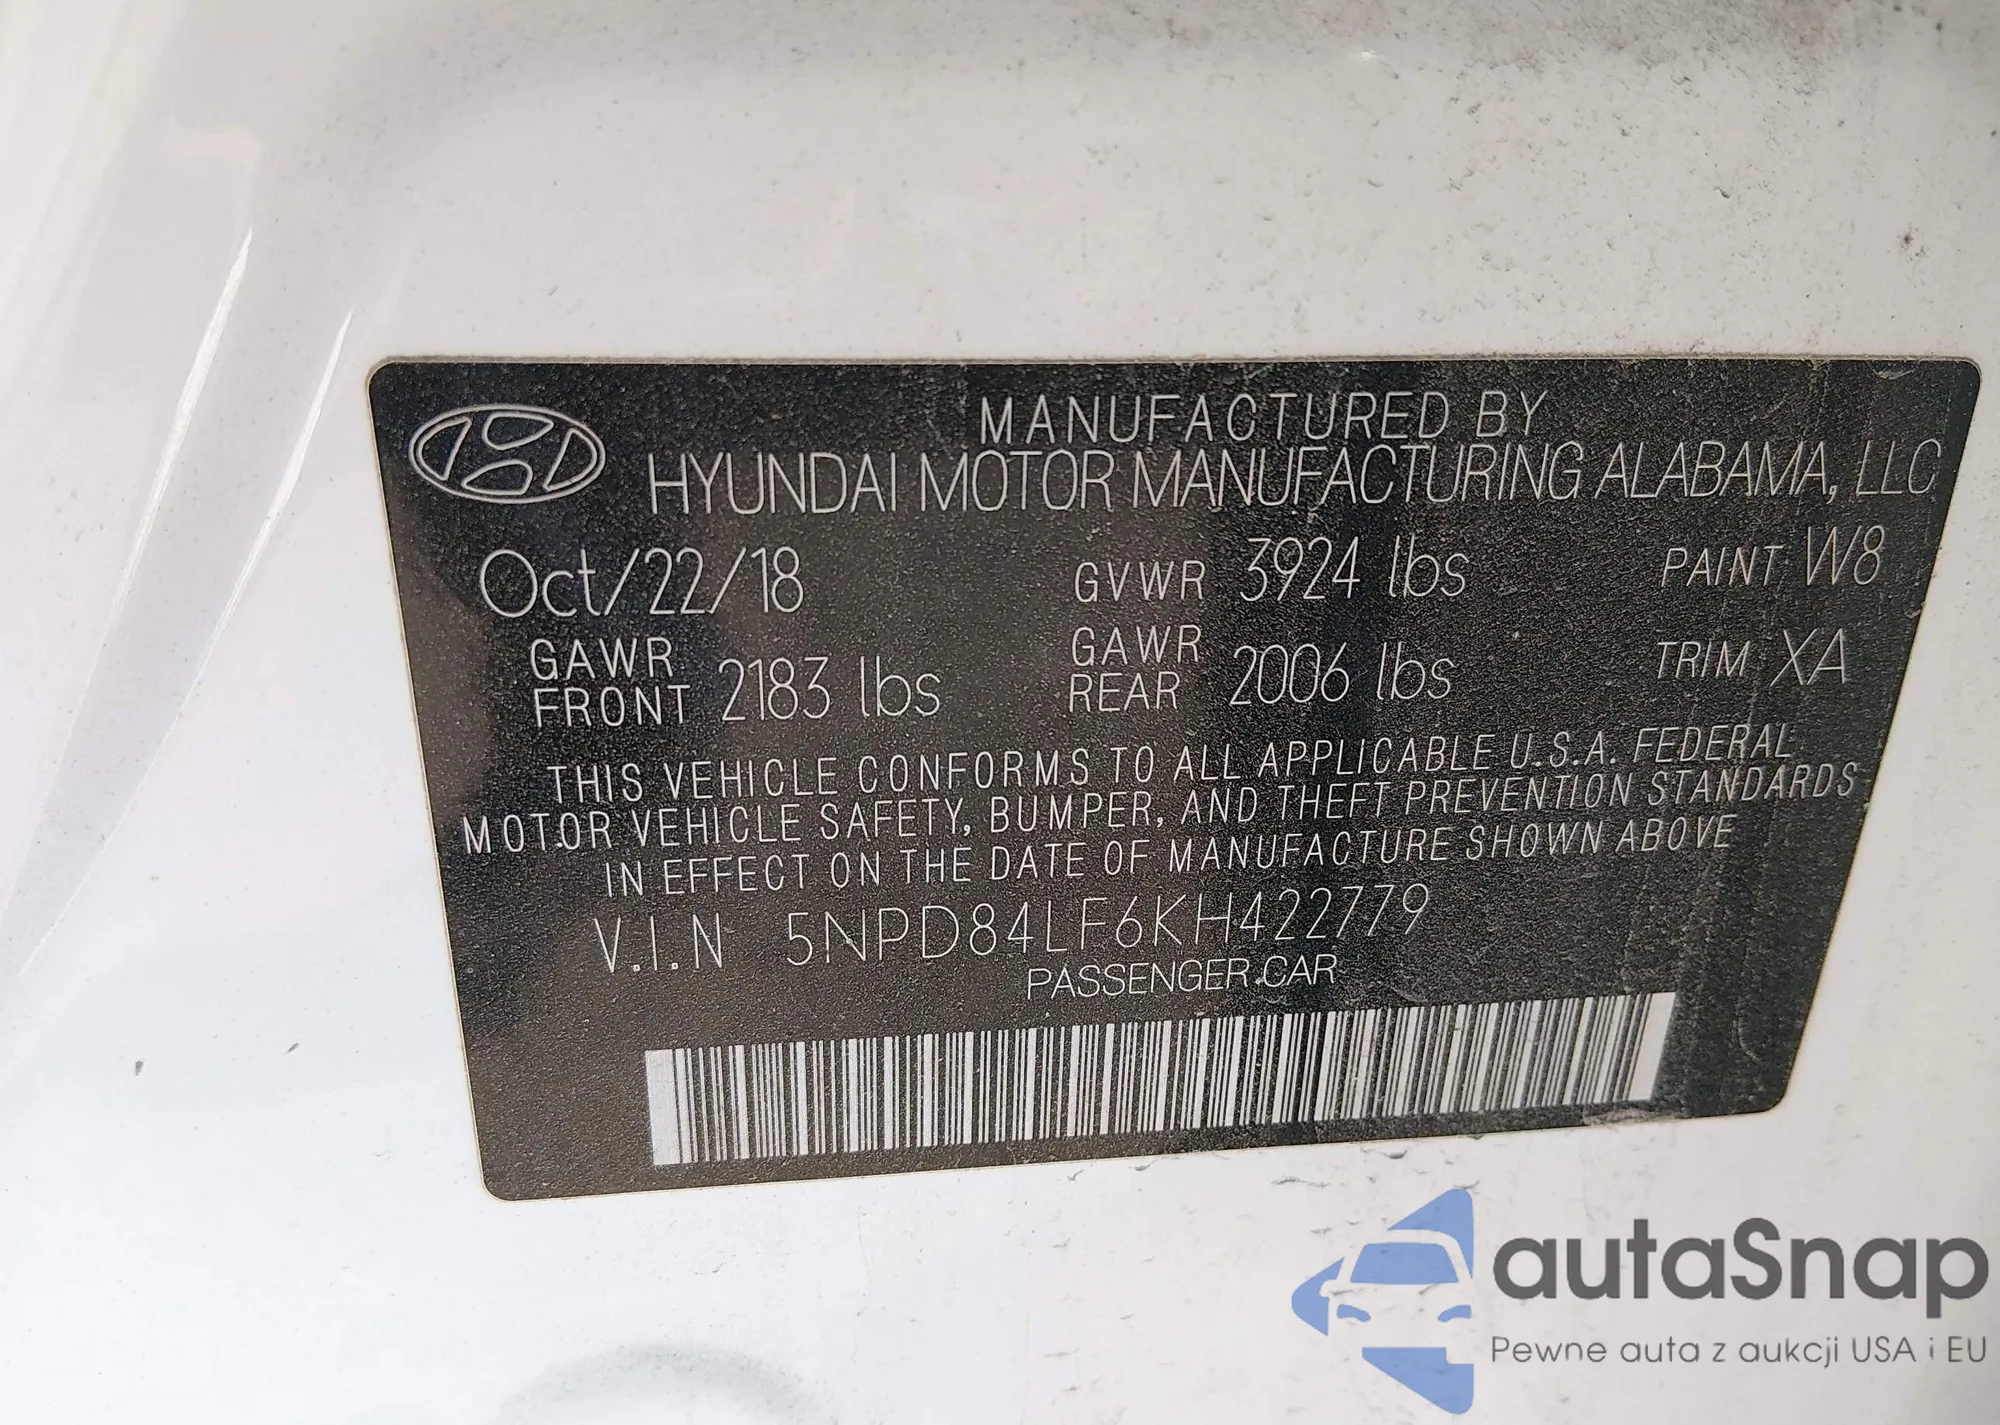 MANUFACTURED BY
HYUNDAI MOTOR MANUFACTURING ALABAMA, LLC
Oct/22/18 GVWR 3924 lbs PAINT W8
GAWR FRONT 2183 lbs GAWR REAR 2006 lbs TRIM XA
THIS VEHICLE CONFORMS TO ALL APPLICABLE U.S.A. FEDERAL
MOTOR VEHICLE SAFETY, BUMPER, AND THEFT PREVENTION STANDARDS
IN EFFECT ON THE DATE OF MANUFACTURE SHOWN ABOVE
V.I.N 5NPD84LF6KH422779
PASSENGER CAR
autaSnap
Pewne auta z aukcji USA i EU